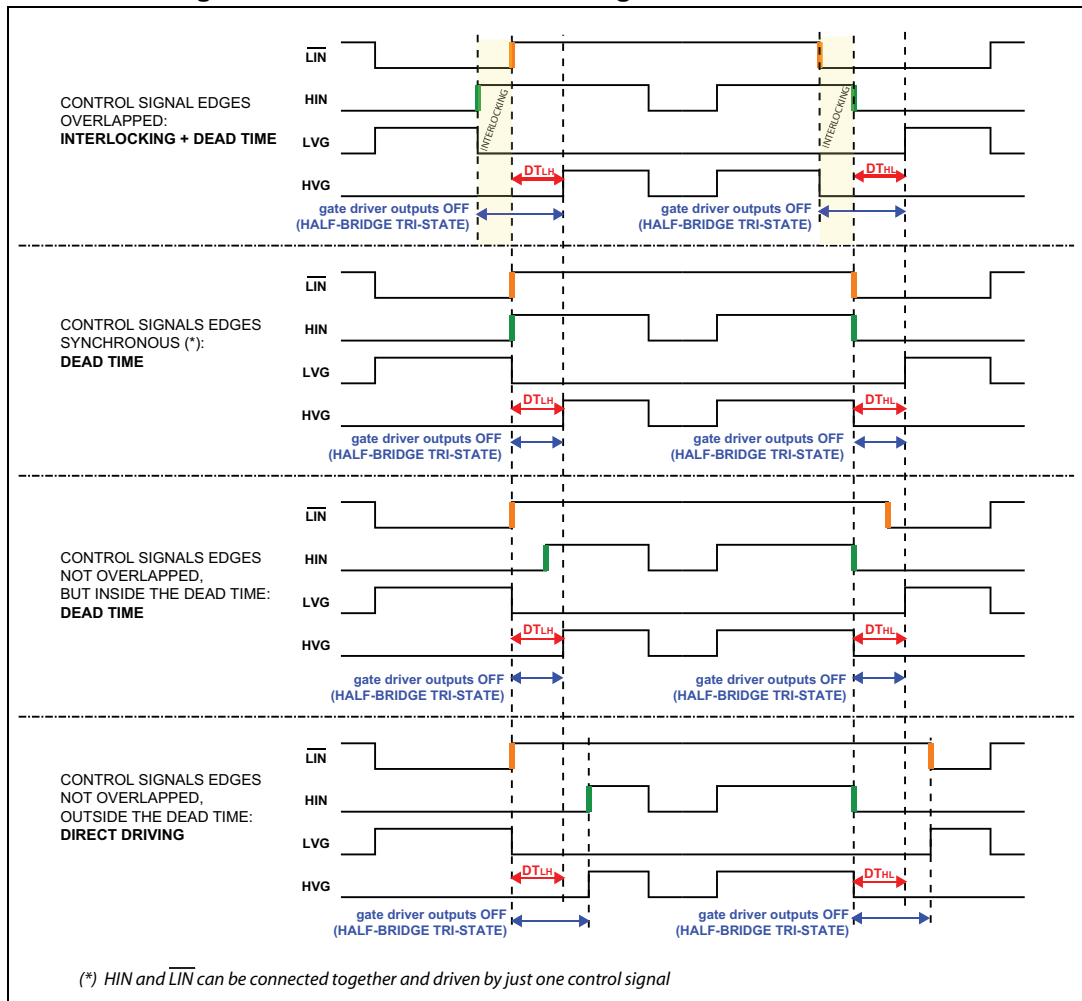 L̅I̅N̅
HIN
LVG
HVG
CONTROL SIGNAL EDGES
OVERLAPPED:
INTERLOCKING + DEAD TIME
INTERLOCKING
INTERLOCKING
DTLH
DTHL
gate driver outputs OFF
(HALF-BRIDGE TRI-STATE)
gate driver outputs OFF
(HALF-BRIDGE TRI-STATE)
L̅I̅N̅
HIN
LVG
HVG
CONTROL SIGNALS EDGES
SYNCHRONOUS (*):
DEAD TIME
DTLH
DTHL
gate driver outputs OFF
(HALF-BRIDGE TRI-STATE)
gate driver outputs OFF
(HALF-BRIDGE TRI-STATE)
L̅I̅N̅
HIN
LVG
HVG
CONTROL SIGNALS EDGES
NOT OVERLAPPED,
BUT INSIDE THE DEAD TIME:
DEAD TIME
DTLH
DTHL
gate driver outputs OFF
(HALF-BRIDGE TRI-STATE)
gate driver outputs OFF
(HALF-BRIDGE TRI-STATE)
L̅I̅N̅
HIN
LVG
HVG
CONTROL SIGNALS EDGES
NOT OVERLAPPED,
OUTSIDE THE DEAD TIME:
DIRECT DRIVING
DTLH
DTHL
gate driver outputs OFF
(HALF-BRIDGE TRI-STATE)
gate driver outputs OFF
(HALF-BRIDGE TRI-STATE)
(*) HIN and L̅I̅N̅ can be connected together and driven by just one control signal